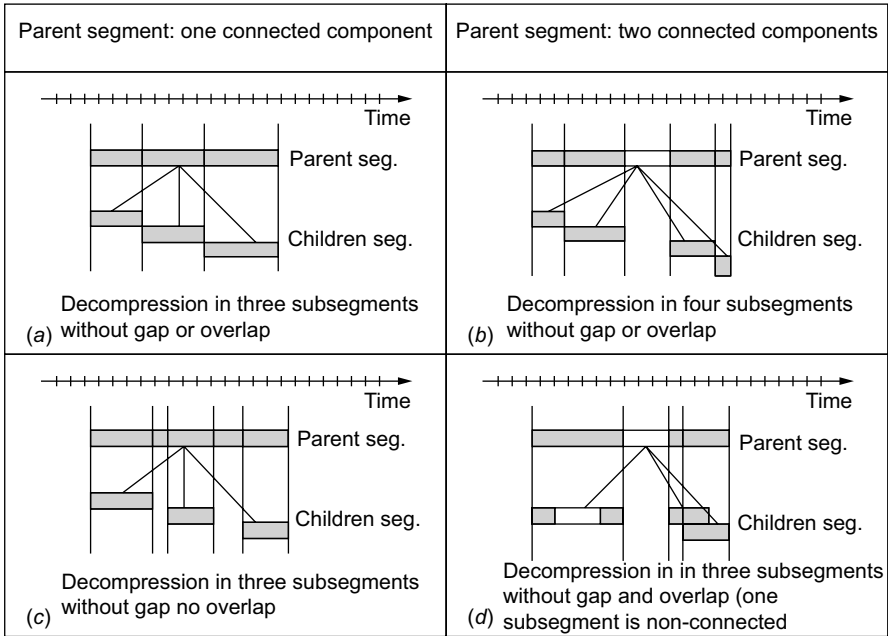 Parent segment: one connected component
Parent segment: two connected components
Time
Parent seg.
Children seg.
Decompression in three subsegments
(a) without gap or overlap
Time
Parent seg.
Children seg.
Decompression in four subsegments
(b) without gap or overlap
Time
Parent seg.
Children seg.
Decompression in three subsegments
(c) without gap no overlap
Time
Parent seg.
Children seg.
Decompression in in three subsegments
(d) without gap and overlap (one
subsegment is non-connected